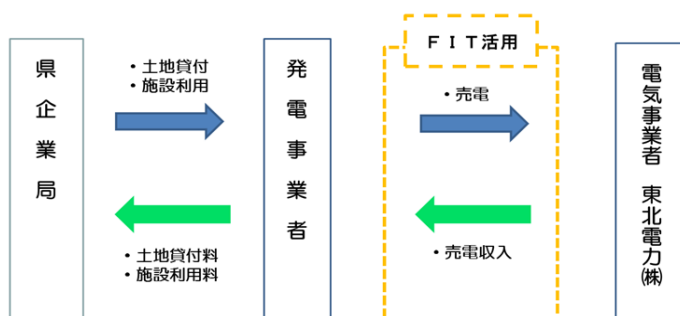 県企業局
・土地貸付
・施設利用
・土地貸付料
・施設利用料
発電事業者
ＦＩＴ活用
・売電
・売電収入
電気事業者　東北電力㈱